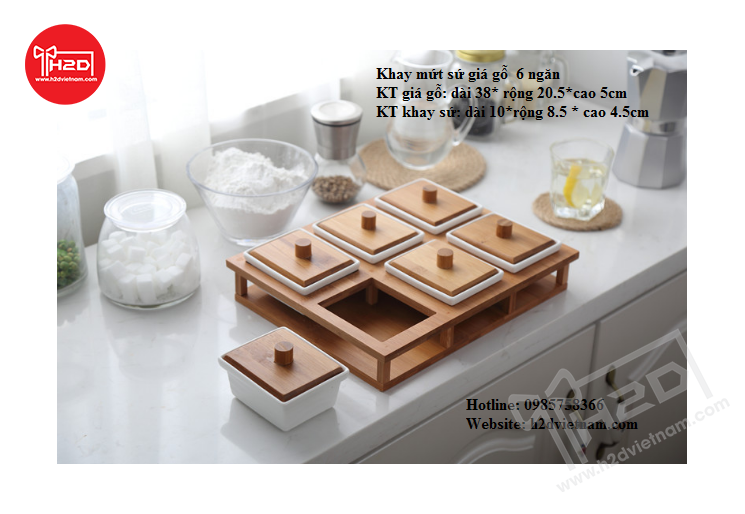 H2D
www.h2dvietnam.com
Khay mứt sứ giá gỗ  6 ngăn
KT giá gỗ: dài 38* rộng 20.5*cao 5cm
KT khay sứ: dài 10*rộng 8.5 * cao 4.5cm
Hotline: 0985758366
Website: h2dvietnam.com
H2D
www.h2dvietnam.com